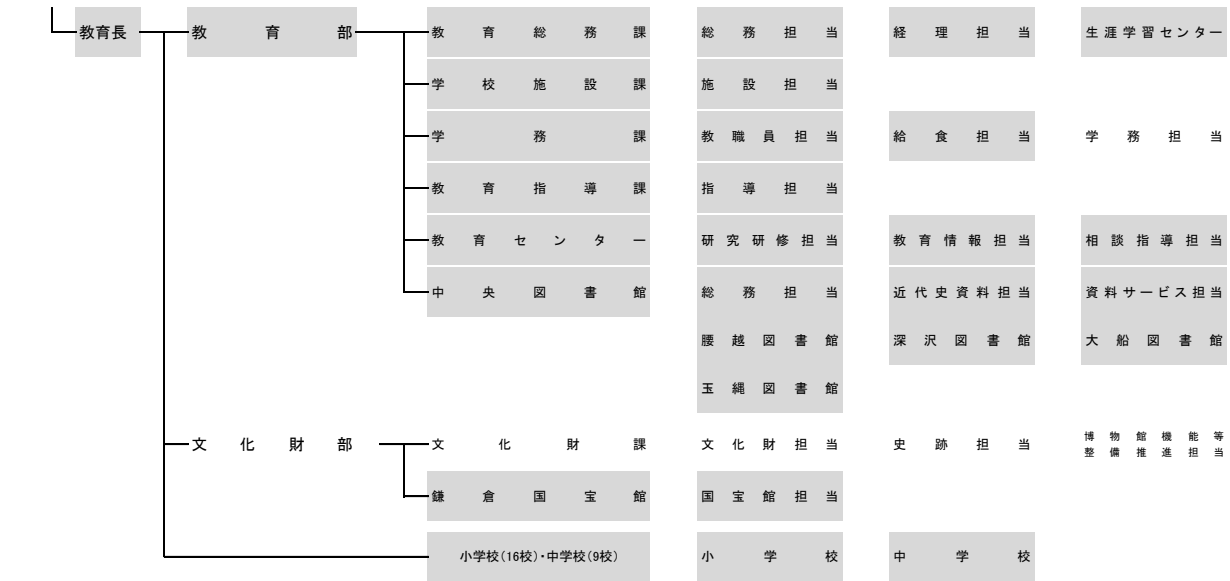 教育長 教育部 教育総務課 総務担当 経理担当 生涯学習センター
学校施設課 施設担当
学務課 教職員担当 給食担当 学務担当
教育指導課 指導担当
教育センター 研究研修担当 教育情報担当 相談指導担当
中央図書館 総務担当 近代史資料担当 資料サービス担当
腰越図書館 深沢図書館 大船図書館
玉縄図書館
文化財部 文化財課 文化財担当 史跡担当 博物館機能等
整備推進担当
鎌倉国宝館 国宝館担当
小学校(16校)・中学校(9校) 小学校 中学校